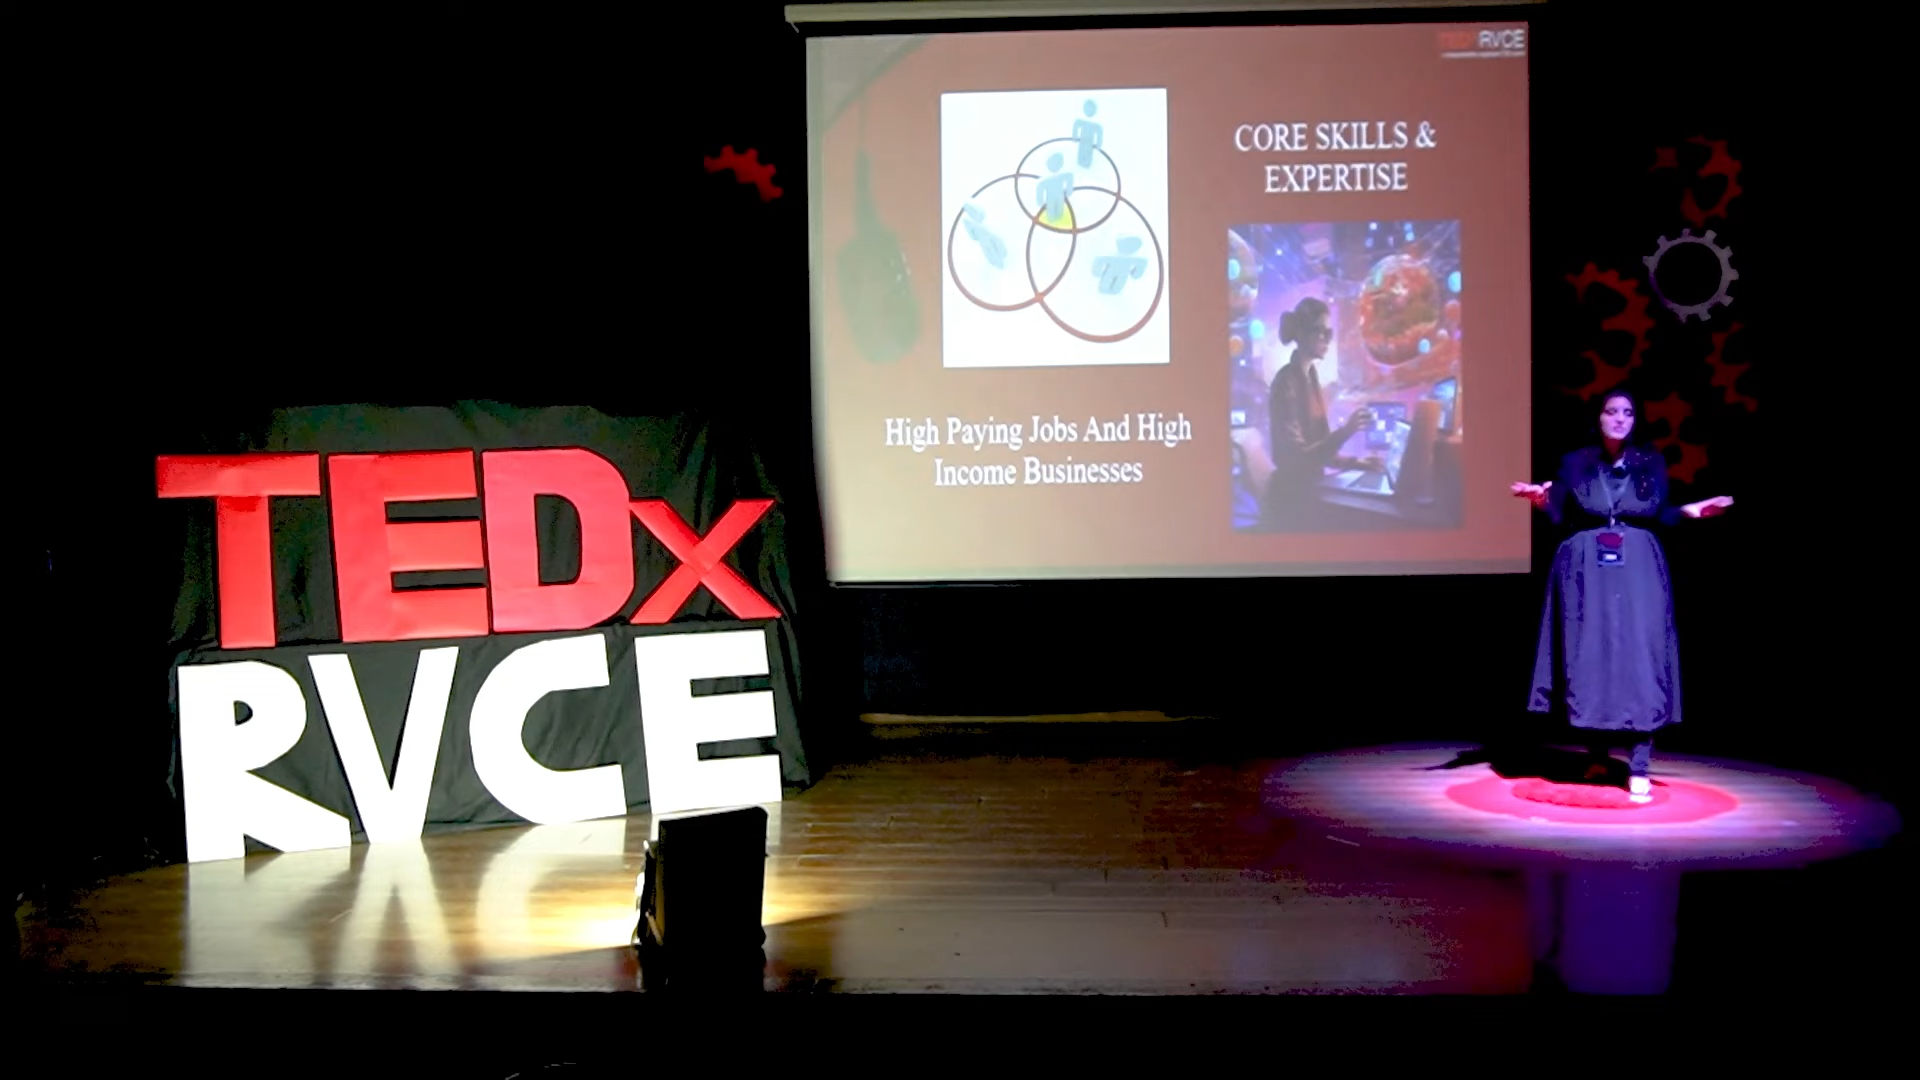 TEDxRVCE
CORE SKILLS &
EXPERTISE
High Paying Jobs And High
Income Businesses
TEDx
RVCE